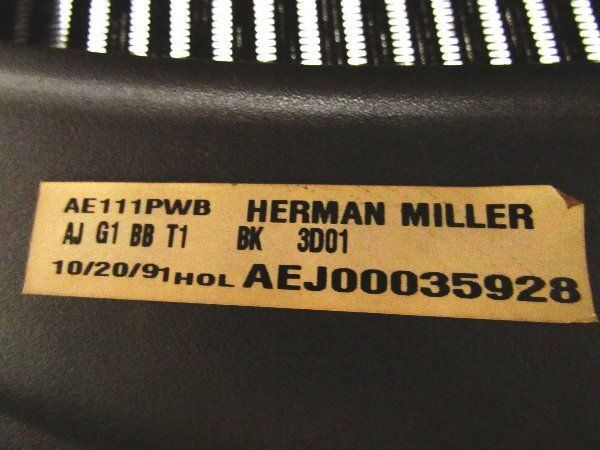 AE111PWB HERMAN MILLER
AJ G1 BB T1 BK 3D01
10/20/91 HOL AEJ00035928